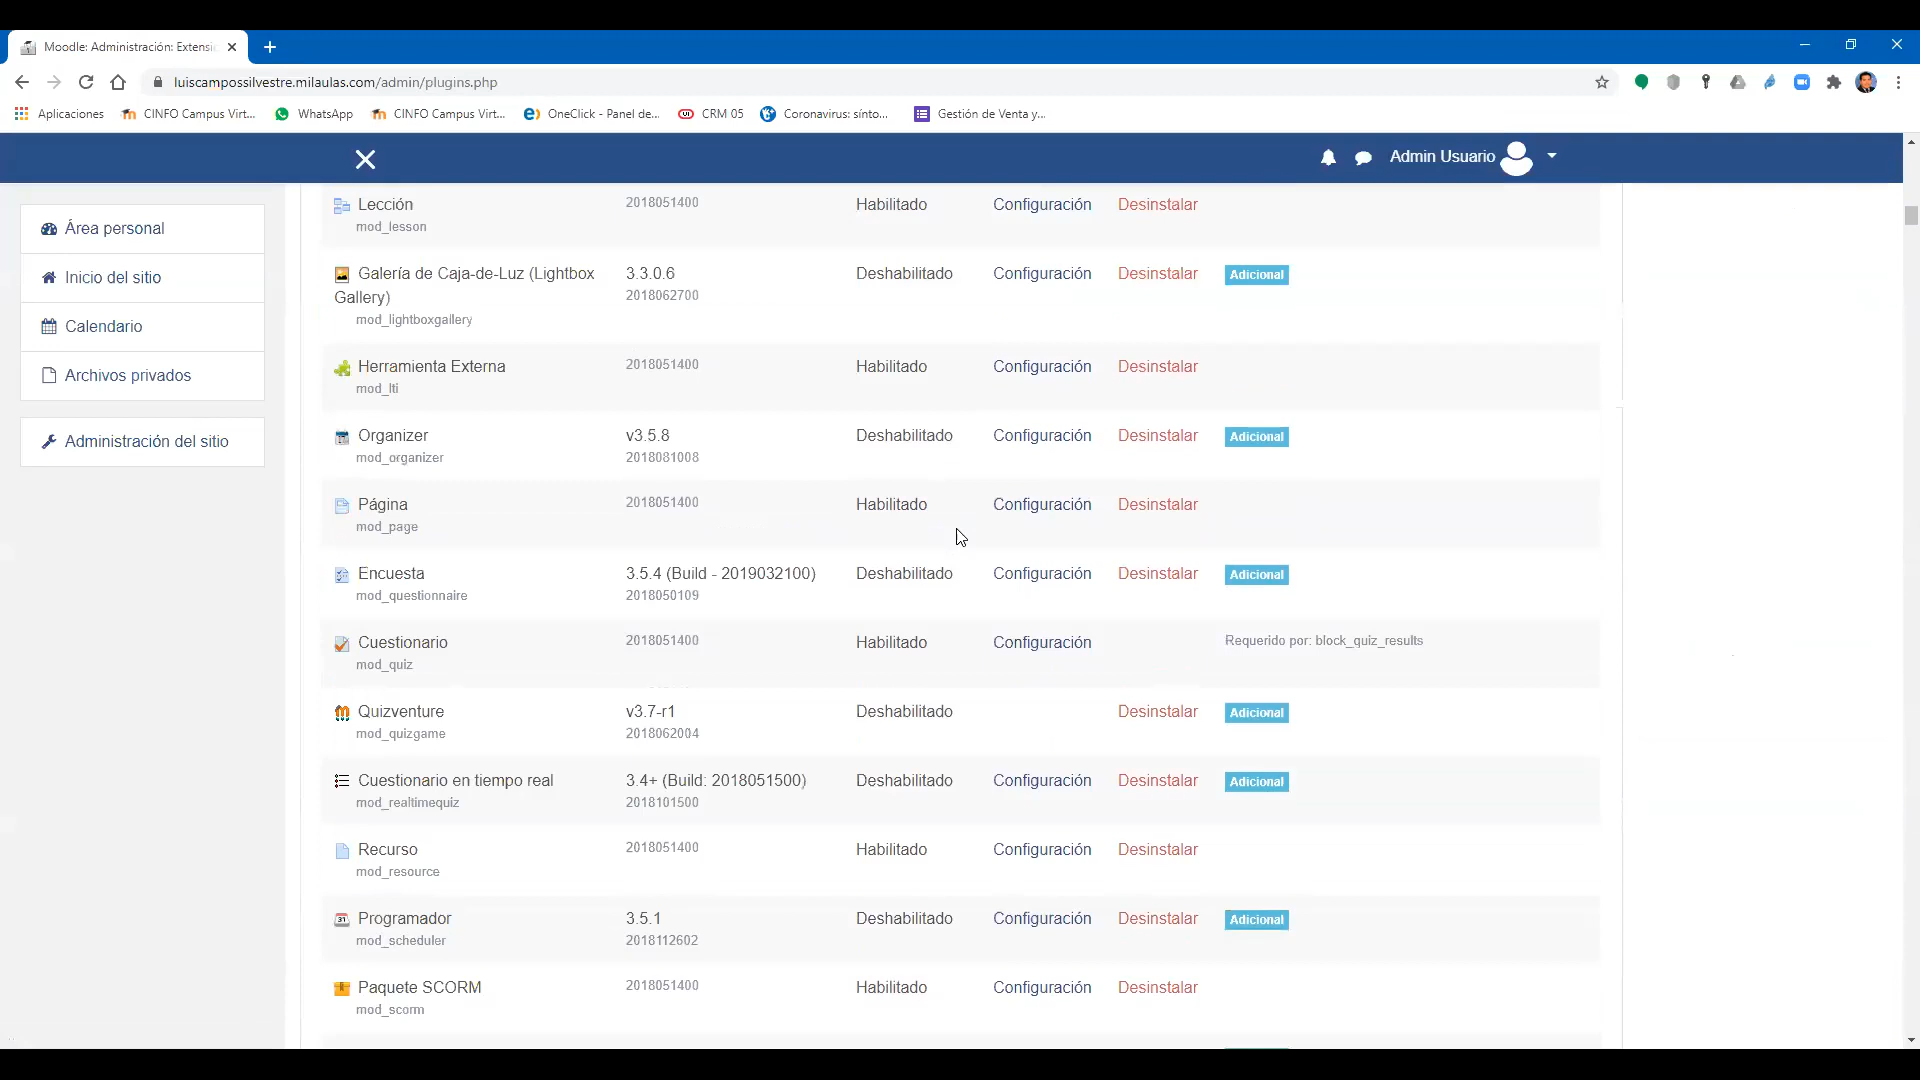 Moodle: Administración: Extensi
luiscampossilvestre.milaulas.com/admin/plugins.php
Aplicaciones CINFO Campus Virt... WhatsApp CINFO Campus Virt... OneClick - Panel de... CRM 05 Coronavirus: sínto... Gestión de Venta y...
Admin Usuario
Área personal
Inicio del sitio
Calendario
Archivos privados
Administración del sitio
Lección 2018051400 Habilitado Configuración Desinstalar
mod_lesson
Galería de Caja-de-Luz (Lightbox 3.3.0.6 Deshabilitado Configuración Desinstalar Adicional
Gallery) 2018062700
mod_lightboxgallery
Herramienta Externa 2018051400 Habilitado Configuración Desinstalar
mod_lti
Organizer v3.5.8 Deshabilitado Configuración Desinstalar Adicional
mod_organizer 2018081008
Página 2018051400 Habilitado Configuración Desinstalar
mod_page
Encuesta 3.5.4 (Build - 2019032100) Deshabilitado Configuración Desinstalar Adicional
mod_questionnaire 2018050109
Cuestionario 2018051400 Habilitado Configuración Requerido por: block_quiz_results
mod_quiz
Quizventure v3.7-r1 Deshabilitado Desinstalar Adicional
mod_quizgame 2018062004
Cuestionario en tiempo real 3.4+ (Build: 2018051500) Deshabilitado Configuración Desinstalar Adicional
mod_realtimequiz 2018101500
Recurso 2018051400 Habilitado Configuración Desinstalar
mod_resource
Programador 3.5.1 Deshabilitado Configuración Desinstalar Adicional
mod_scheduler 2018112602
Paquete SCORM 2018051400 Habilitado Configuración Desinstalar
mod_scorm